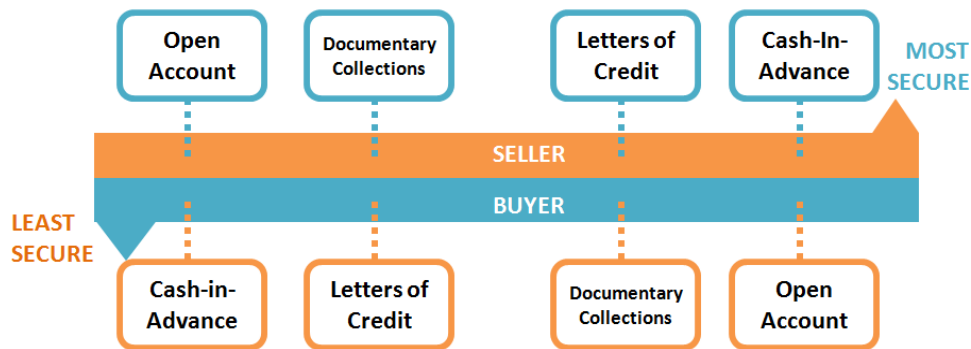 Open
Account
Documentary
Collections
Letters of
Credit
Cash-In-
Advance
MOST
SECURE
SELLER
BUYER
LEAST
SECURE
Cash-in-
Advance
Letters of
Credit
Documentary
Collections
Open
Account